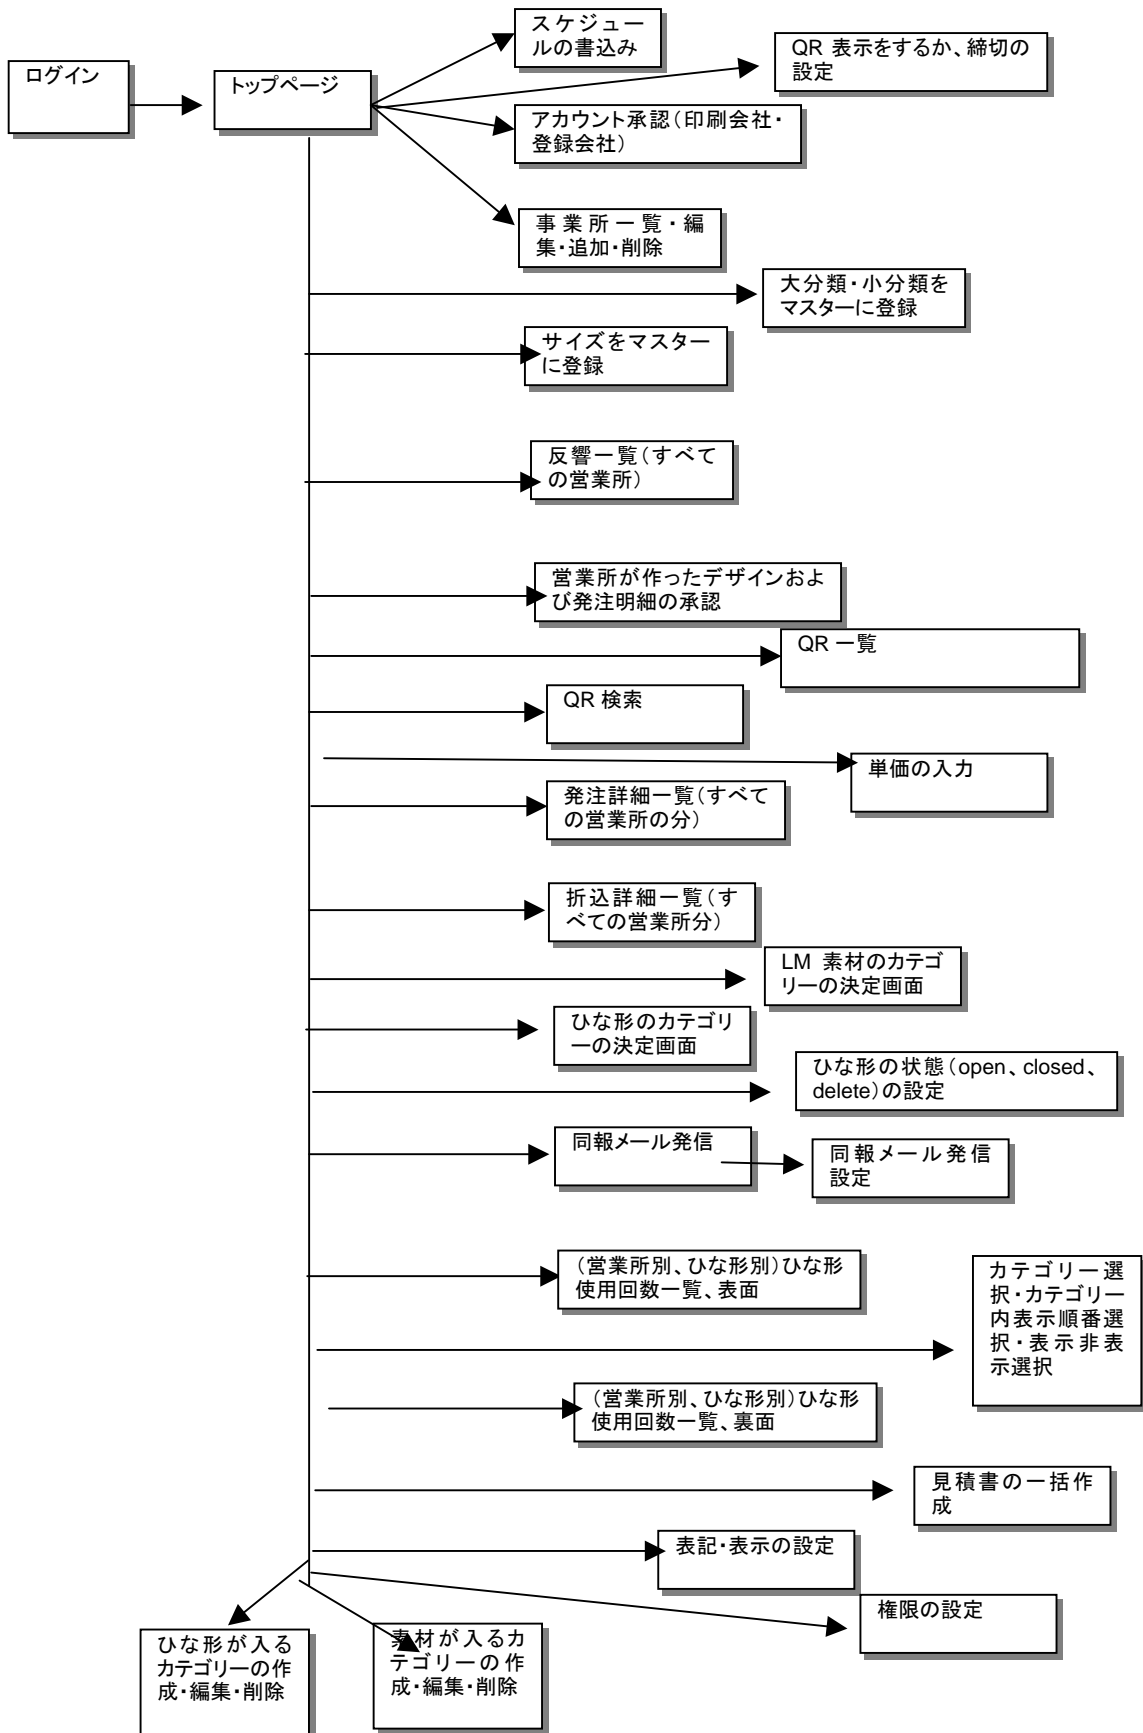 スケジュー
ルの書込み
QR 表示をするか、締切の
設定
ログイン
トップページ
アカウント承認(印刷会社・
登録会社)
事業所一覧・編
集・追加・削除
大分類・小分類を
マスターに登録
サイズをマスター
に登録
反響一覧(すべて
の営業所)
営業所が作ったデザインおよ
び発注明細の承認
QR 一覧
QR 検索
単価の入力
発注詳細一覧(すべて
の営業所の分)
折込詳細一覧(す
べての営業所分)
LM 素材のカテゴ
リーの決定画面
ひな形のカテゴリ
ーの決定画面
ひな形の状態(open、closed、
delete)の設定
同報メール発信
同報メール発信
設定
(営業所別、ひな形別)ひな形
使用回数一覧、表面
カテゴリー選
択・カテゴリー
内表示順番選
択・表示非表
示選択
(営業所別、ひな形別)ひな形
使用回数一覧、裏面
見積書の一括作
成
表記・表示の設定
権限の設定
ひな形が入る
カテゴリーの作
成・編集・削除
素材が入るカ
テゴリーの作
成・編集・削除